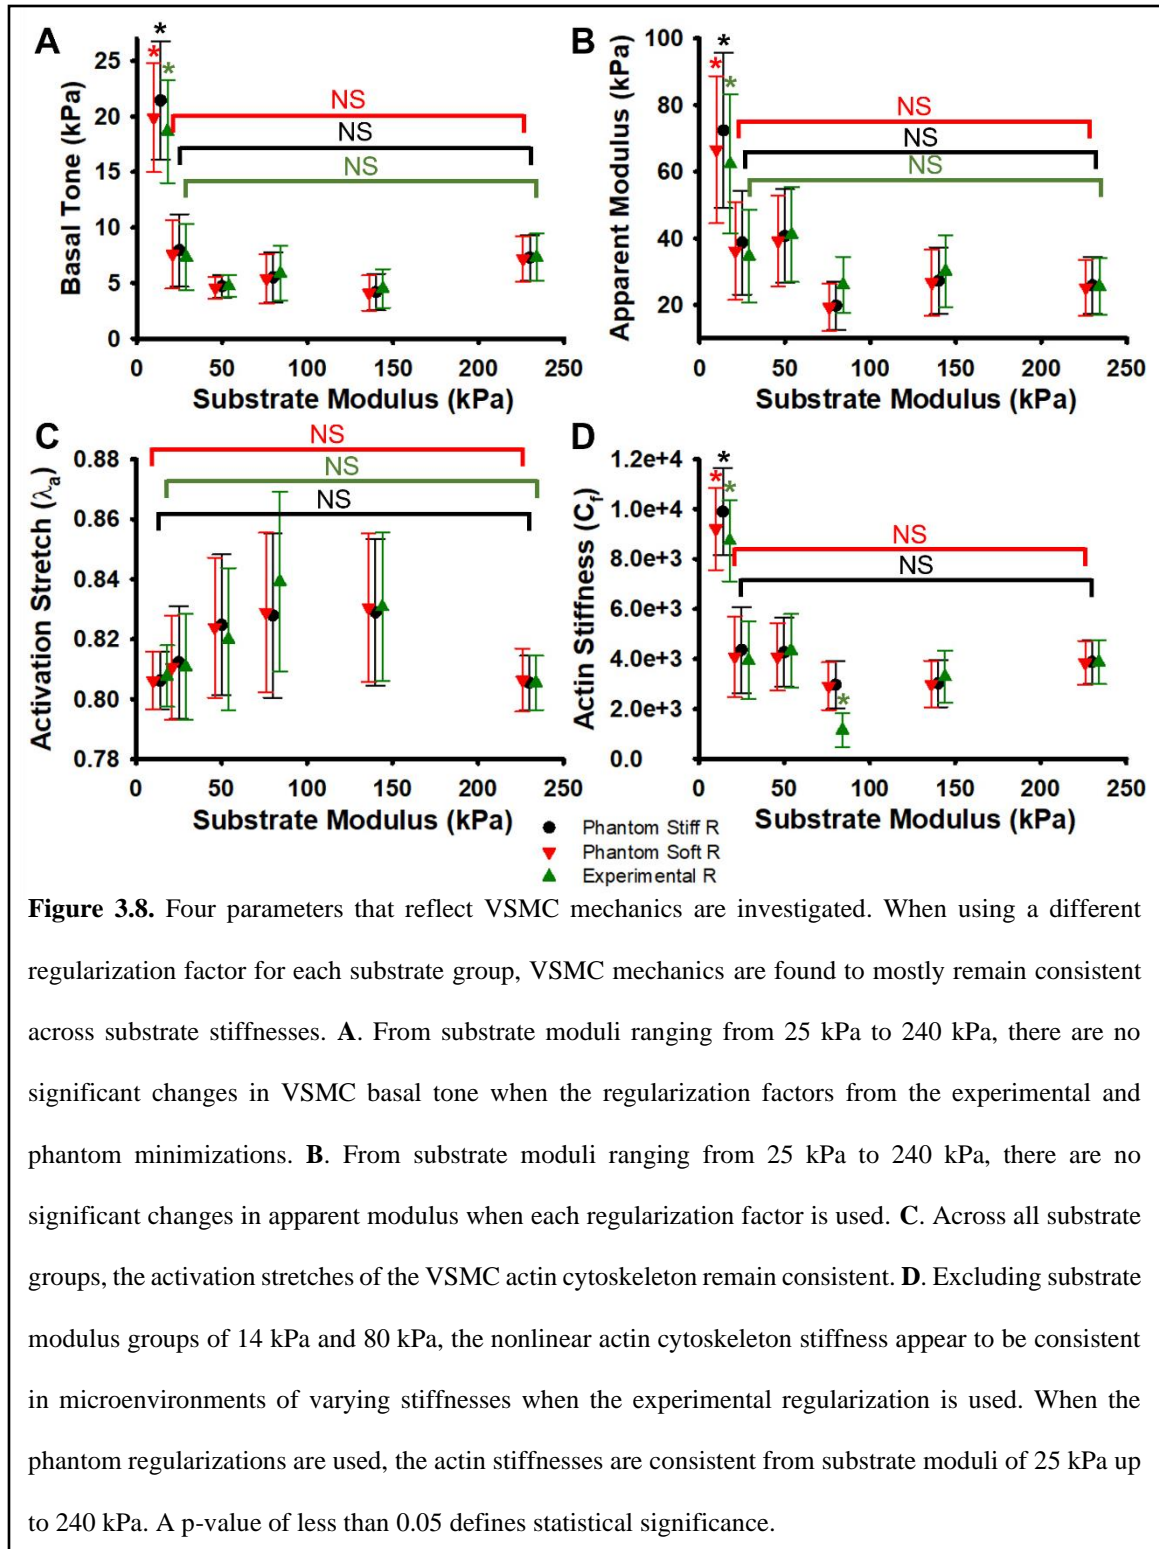 A
*
*
*
25
20
15
10
5
0
Basal Tone (kPa)
NS
NS
NS
0 50 100 150 200 250
Substrate Modulus (kPa)
B
*
*
*
100
80
60
40
20
Apparent Modulus (kPa)
NS
NS
NS
0 50 100 150 200 250
Substrate Modulus (kPa)
C
0.88
0.86
0.84
0.82
0.80
0.78
Activation Stretch (λa)
NS
NS
NS
0 50 100 150 200 250
Substrate Modulus (kPa)
D
*
*
*
*
1.2e+4
1.0e+4
8.0e+3
6.0e+3
4.0e+3
2.0e+3
0.0
Actin Stiffness (Cf)
NS
NS
0 50 100 150 200 250
Substrate Modulus (kPa)
Phantom Stiff R
Phantom Soft R
Experimental R
Figure 3.8. Four parameters that reflect VSMC mechanics are investigated. When using a different
regularization factor for each substrate group, VSMC mechanics are found to mostly remain consistent
across substrate stiffnesses. A. From substrate moduli ranging from 25 kPa to 240 kPa, there are no
significant changes in VSMC basal tone when the regularization factors from the experimental and
phantom minimizations. B. From substrate moduli ranging from 25 kPa to 240 kPa, there are no
significant changes in apparent modulus when each regularization factor is used. C. Across all substrate
groups, the activation stretches of the VSMC actin cytoskeleton remain consistent. D. Excluding substrate
modulus groups of 14 kPa and 80 kPa, the nonlinear actin cytoskeleton stiffness appear to be consistent
in microenvironments of varying stiffnesses when the experimental regularization is used. When the
phantom regularizations are used, the actin stiffnesses are consistent from substrate moduli of 25 kPa up
to 240 kPa. A p-value of less than 0.05 defines statistical significance.